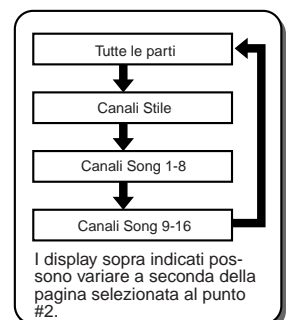 Tutte le parti
Canali Stile
Canali Song 1-8
Canali Song 9-16
I display sopra indicati pos-
sono variare a seconda della
pagina selezionata al punto
#2.